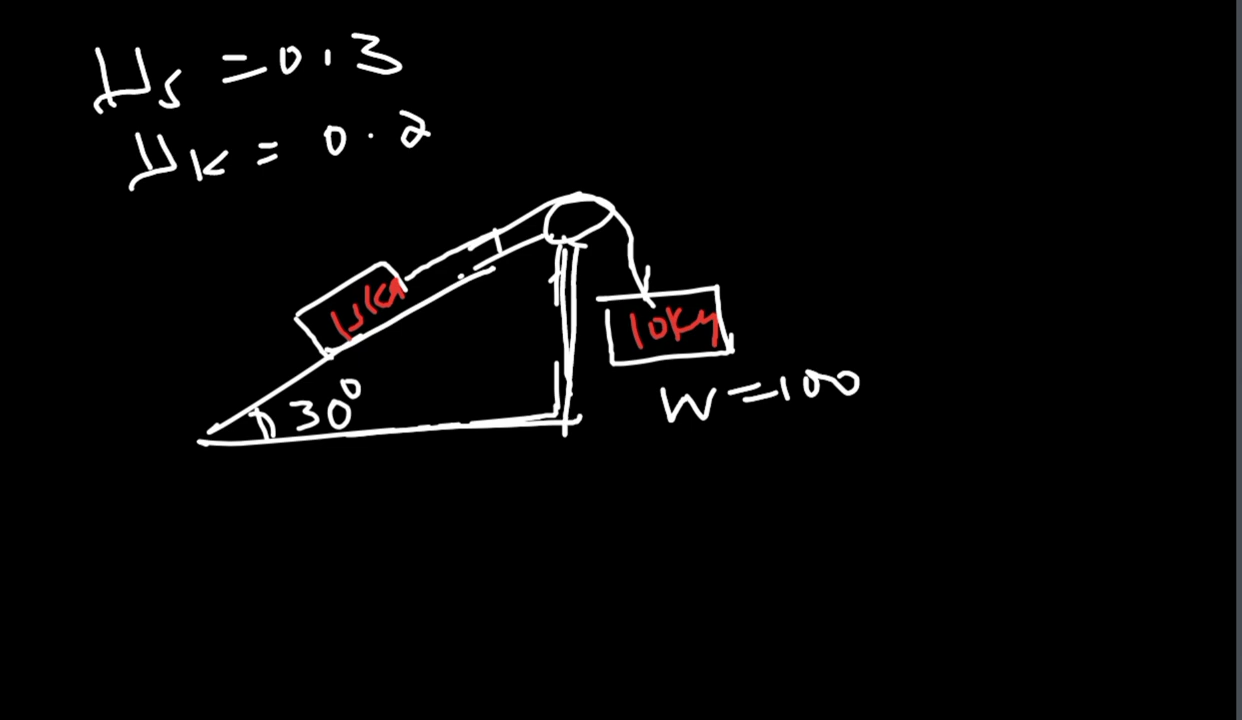 μs = 0.3
μK = 0.2
10Kg
30°
W = 100